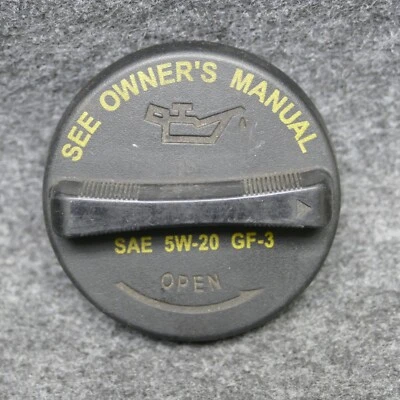 SEE OWNER'S MANUAL
SAE 5W-20 GF-3
OPEN